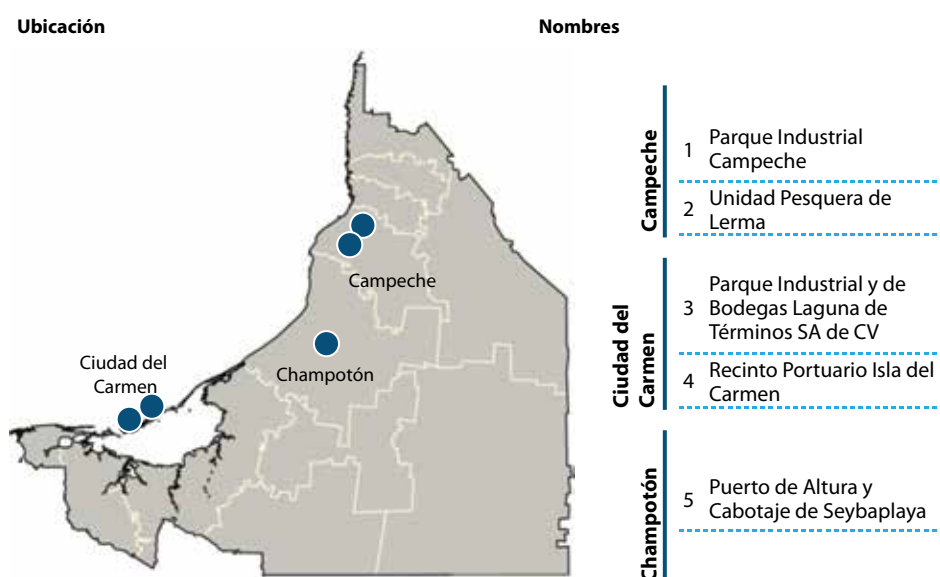 Ubicación
Nombres
Campeche
Champotón
Ciudad del
Carmen
Campeche
1
Parque Industrial
Campeche
2
Unidad Pesquera de
Lerma
Ciudad del
Carmen
3
Parque Industrial y de
Bodegas Laguna de
Términos SA de CV
4
Recinto Portuario Isla del
Carmen
Champotón
5
Puerto de Altura y
Cabotaje de Seybaplaya